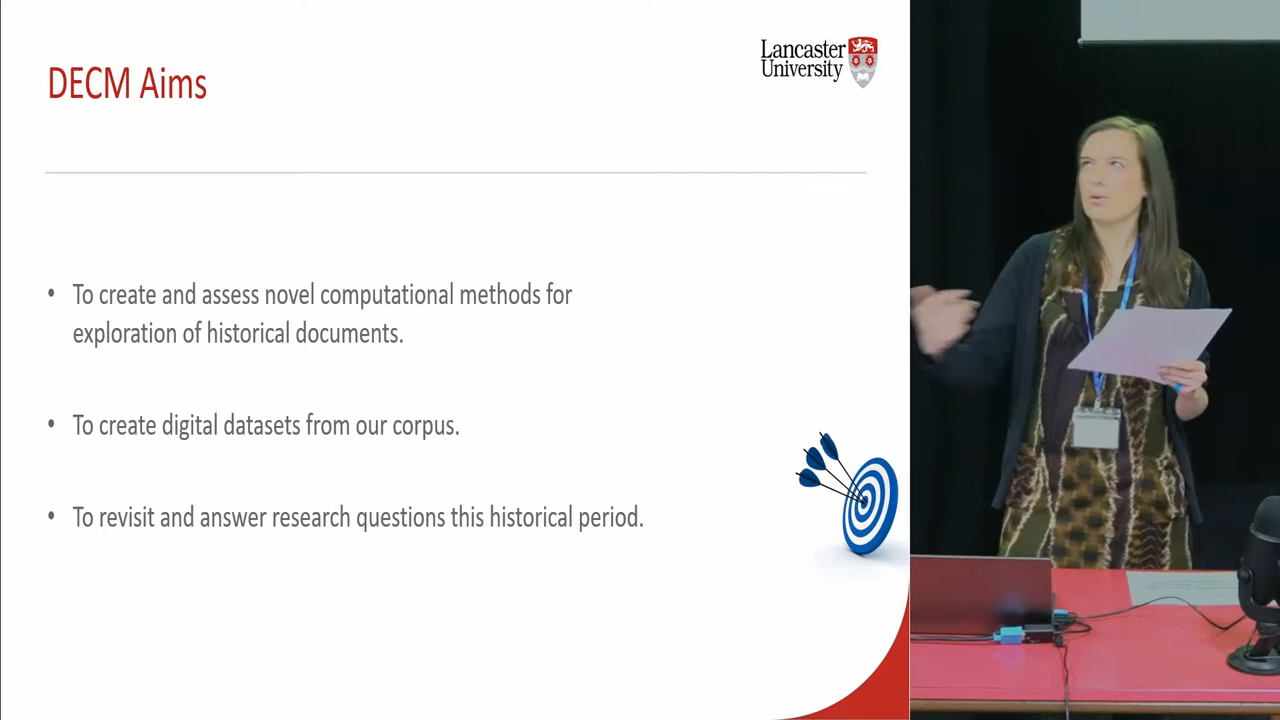 DECM Aims
Lancaster
University
• To create and assess novel computational methods for
exploration of historical documents.
• To create digital datasets from our corpus.
• To revisit and answer research questions this historical period.